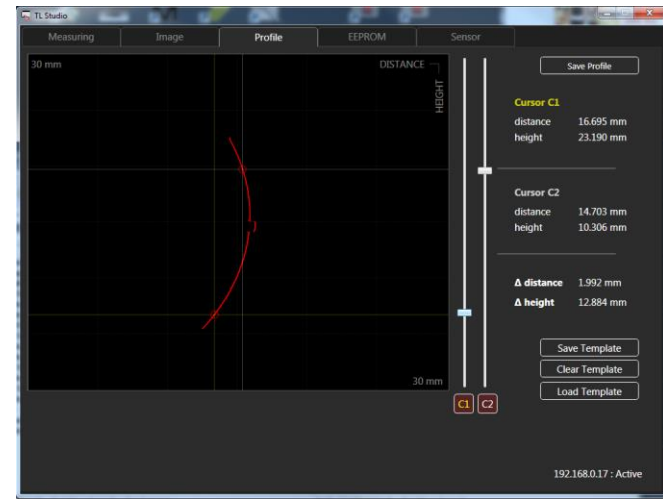 TL Studio
Measuring Image Profile EEPROM Sensor
30 mm
DISTANCE
HEIGHT
30 mm
C1 C2
Save Profile
Cursor C1
distance 16.695 mm
height 23.190 mm
Cursor C2
distance 14.703 mm
height 10.306 mm
Δ distance 1.992 mm
Δ height 12.884 mm
Save Template
Clear Template
Load Template
192.168.0.17 : Active